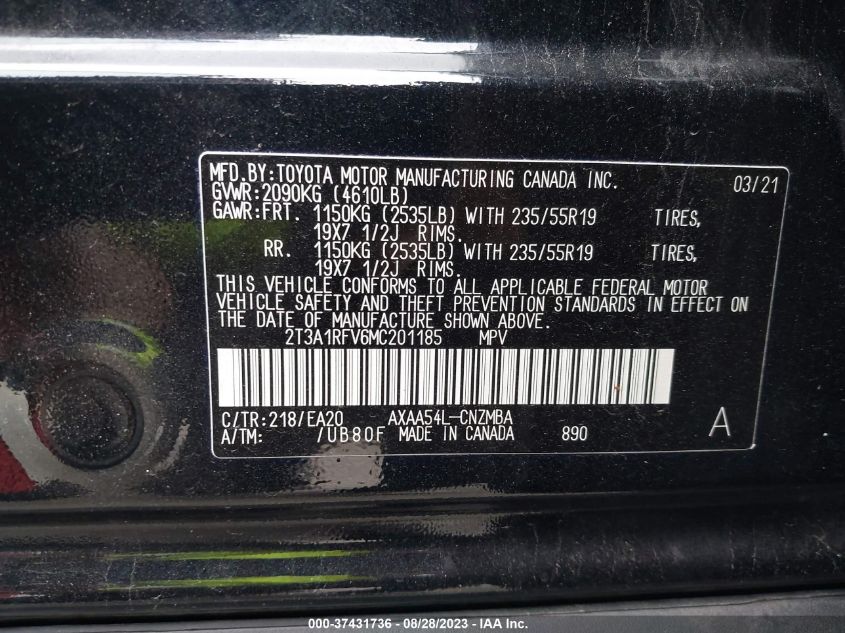 MFD.BY:TOYOTA MOTOR MANUFACTURING CANADA INC. 03/21
GVWR:2090KG (4610LB)
GAWR:FRT. 1150KG (2535LB) WITH 235/55R19 TIRES,
19X7 1/2J RIMS.
RR. 1150KG (2535LB) WITH 235/55R19 TIRES,
19X7 1/2J RIMS.
THIS VEHICLE CONFORMS TO ALL APPLICABLE FEDERAL MOTOR
VEHICLE SAFETY AND THEFT PREVENTION STANDARDS IN EFFECT ON
THE DATE OF MANUFACTURE SHOWN ABOVE.
2T3A1RFV6MC201185 MPV
C/TR:218/EA20 AXAA54L-CNZMBA
A/TM: /UB80F MADE IN CANADA 890 A
000-37431736 - 08/28/2023 - IAA Inc.